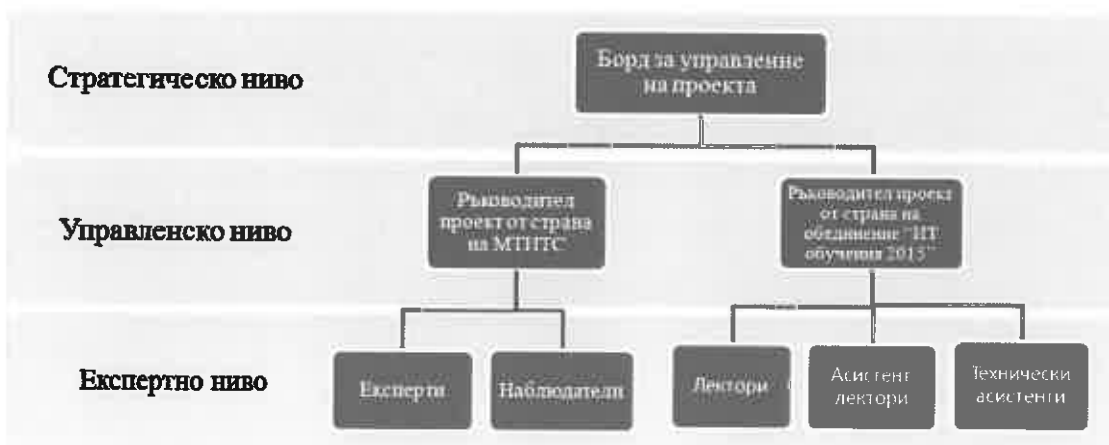 Стратегическо ниво
Борд за управление
на проекта
Управленско ниво
Ръководител
проект от страна
на МТИТС
Ръководител проект
от страна на
обединение "ИТ
обучения 2015"
Експертно ниво
Експерти
Наблюдатели
Лектори
Асистент
лектори
Технически
асистенти